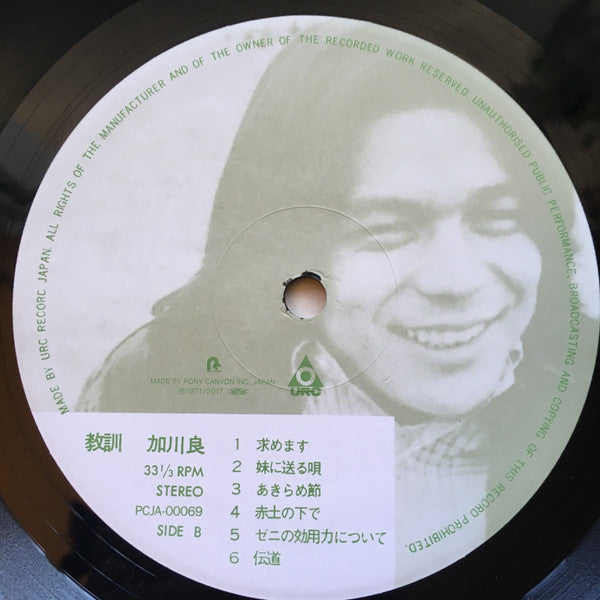 MADE BY URC RECORD JAPAN. ALL RIGHTS OF THE MANUFACTURER AND OF THE OWNER OF THE RECORDED WORK RESERVED. UNAUTHORISED PUBLIC PERFORMANCE, BROADCASTING AND COPYING OF THIS RECORD PROHIBITED.
MADE BY PONY CANYON INC., JAPAN
Ⓟ1971/2017
URC
教訓 加川良
33 1/3 RPM
STEREO
PCJA-00069
SIDE B
1 求めます
2 妹に送る唄
3 あきらめ節
4 赤土の下で
5 ゼニの効用力について
6 伝道